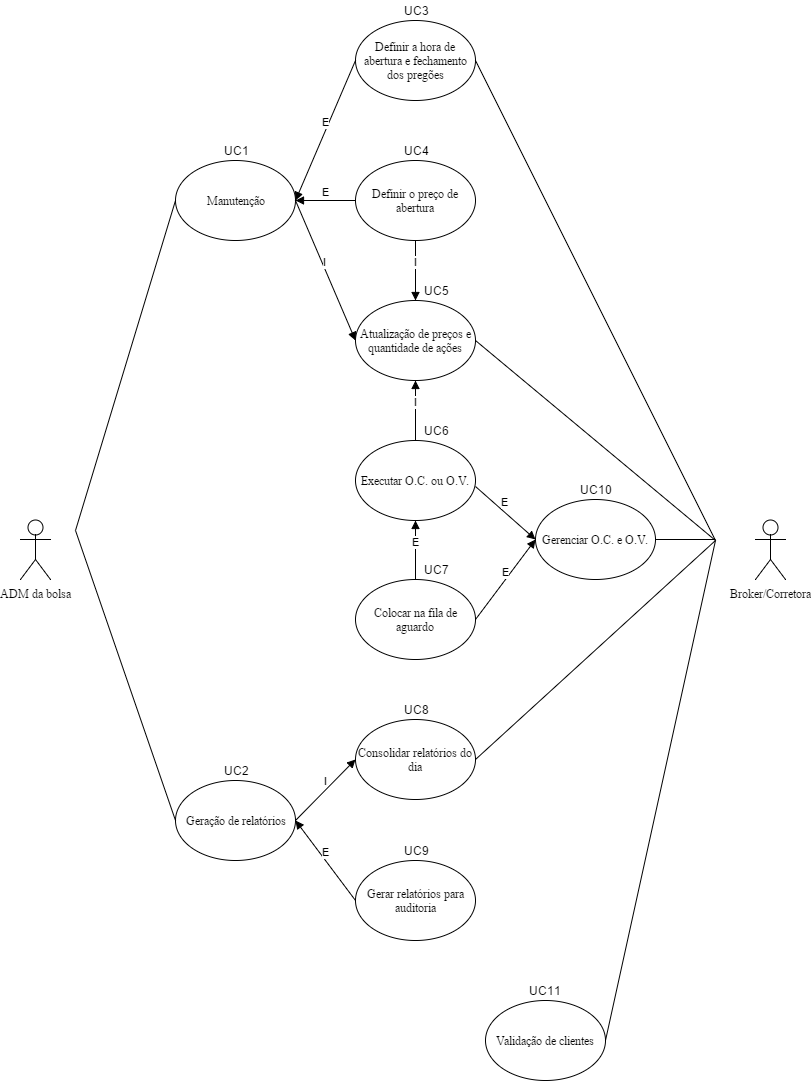 UC3
Definir a hora de
abertura e fechamento
dos pregões
E
UC1
UC4
Manutenção
E
Definir o preço de
abertura
I
I
UC5
Atualização de preços e
quantidade de ações
I
UC6
Executar O.C. ou O.V.
E
UC10
Gerenciar O.C. e O.V.
E
E
UC7
Colocar na fila de
aguardo
ADM da bolsa
Broker/Corretora
UC8
Consolidar relatórios do
dia
UC2
I
Geração de relatórios
E
UC9
Gerar relatórios para
auditoria
UC11
Validação de clientes